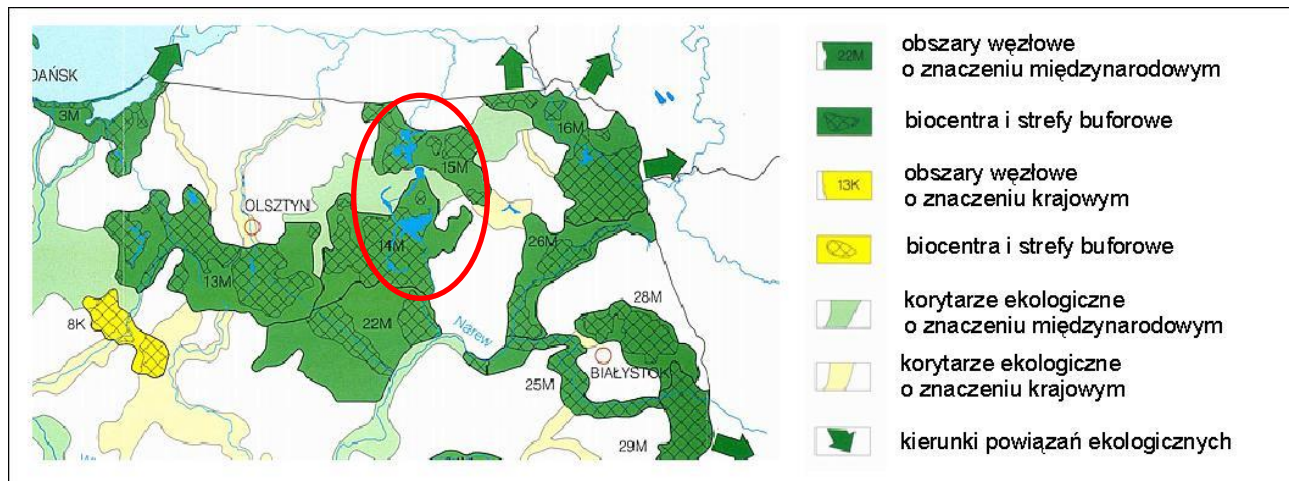 DAŃSK
3M
OLSZTYN
15M
16M
14M
13M
26M
8K
22M
Narew
28M
25M
BIAŁYSTOK
29M
22M
obszary węzłowe
o znaczeniu międzynarodowym
biocentra i strefy buforowe
13K
obszary węzłowe
o znaczeniu krajowym
biocentra i strefy buforowe
korytarze ekologiczne
o znaczeniu międzynarodowym
korytarze ekologiczne
o znaczeniu krajowym
kierunki powiązań ekologicznych